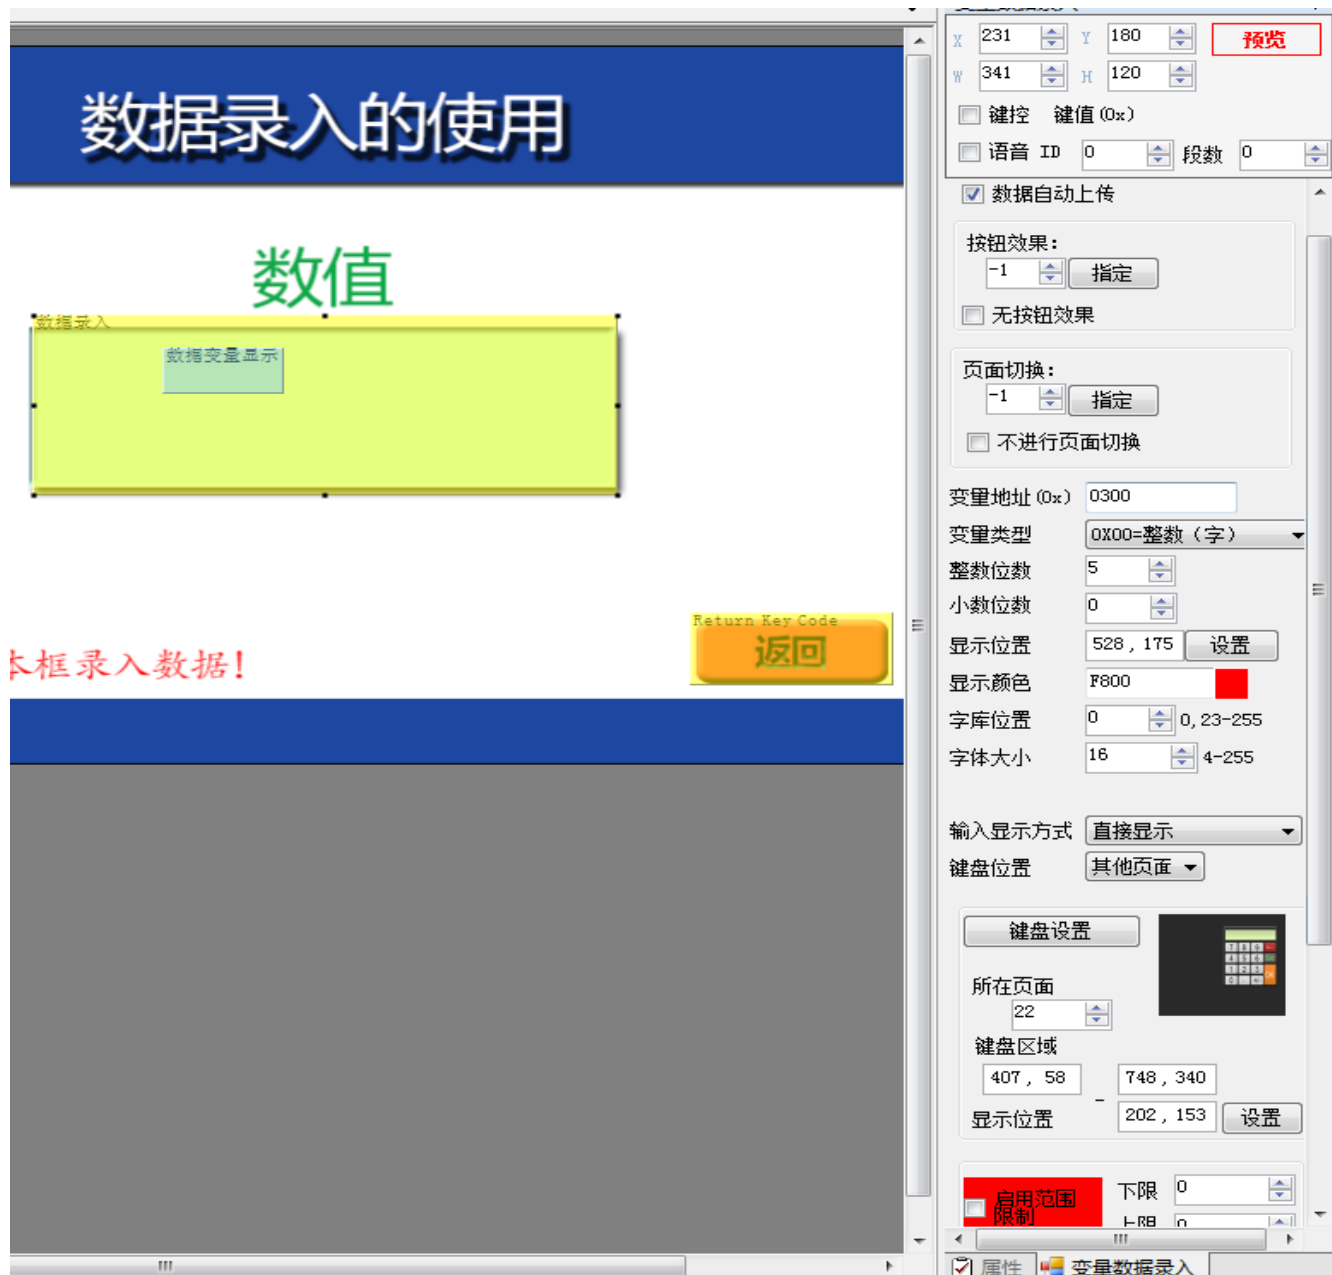 数据录入的使用
数值
数据录入
数据变量显示
Return Key Code
返回
本框录入数据!
X 231 Y 180 预览
W 341 H 120
键控 键值(0x)
语音 ID 0 段数 0
数据自动上传
按钮效果:
-1 指定
无按钮效果
页面切换:
-1 指定
不进行页面切换
变量地址(0x) 0300
变量类型 0X00=整数（字）
整数位数 5
小数位数 0
显示位置 528 , 175 设置
显示颜色 F800
字库位置 0 0,23-255
字体大小 16 4-255
输入显示方式 直接显示
键盘位置 其他页面
键盘设置
所在页面
22
键盘区域
407 , 58 - 748 , 340
显示位置 202 , 153 设置
启用范围限制 下限 0
上限 0
属性 变量数据录入